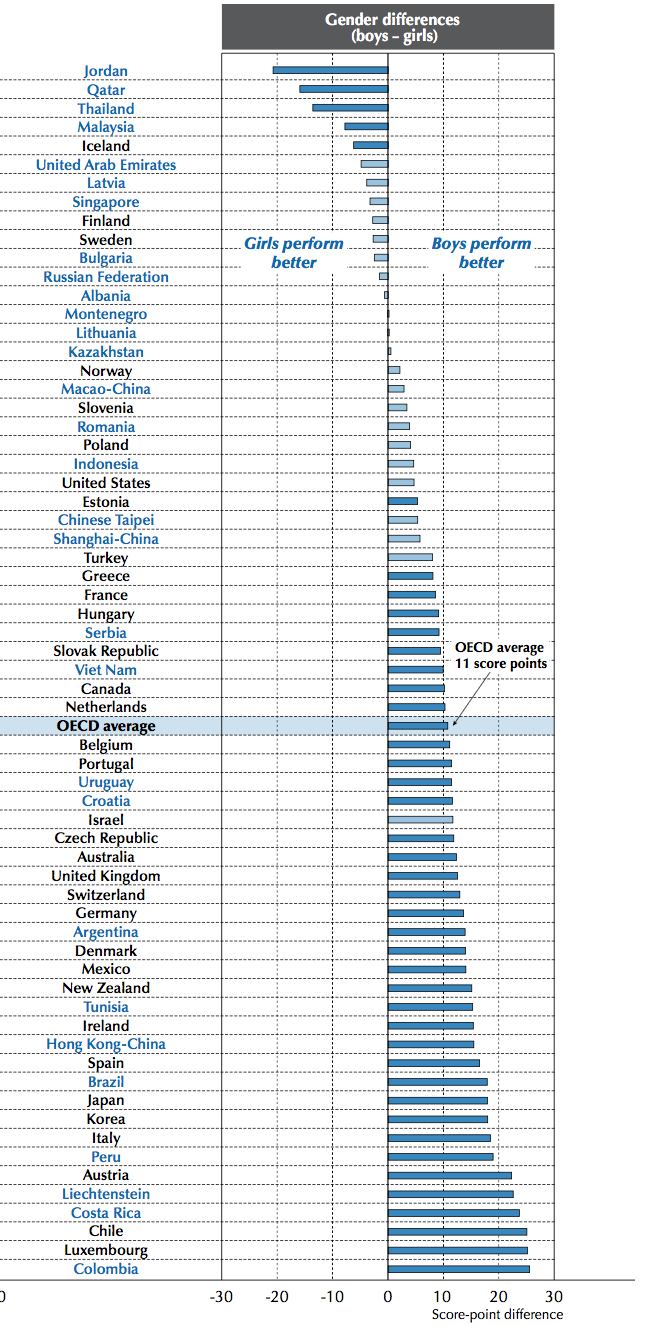 Gender differences
(boys – girls)
Jordan
Qatar
Thailand
Malaysia
Iceland
United Arab Emirates
Latvia
Singapore
Finland
Sweden
Girls perform
better
Boys perform
better
Bulgaria
Russian Federation
Albania
Montenegro
Lithuania
Kazakhstan
Norway
Macao-China
Slovenia
Romania
Poland
Indonesia
United States
Estonia
Chinese Taipei
Shanghai-China
Turkey
Greece
France
Hungary
Serbia
Slovak Republic
OECD average
11 score points
Viet Nam
Canada
Netherlands
OECD average
Belgium
Portugal
Uruguay
Croatia
Israel
Czech Republic
Australia
United Kingdom
Switzerland
Germany
Argentina
Denmark
Mexico
New Zealand
Tunisia
Ireland
Hong Kong-China
Spain
Brazil
Japan
Korea
Italy
Peru
Austria
Liechtenstein
Costa Rica
Chile
Luxembourg
Colombia
0 -30 -20 -10 0 10 20 30
Score-point difference